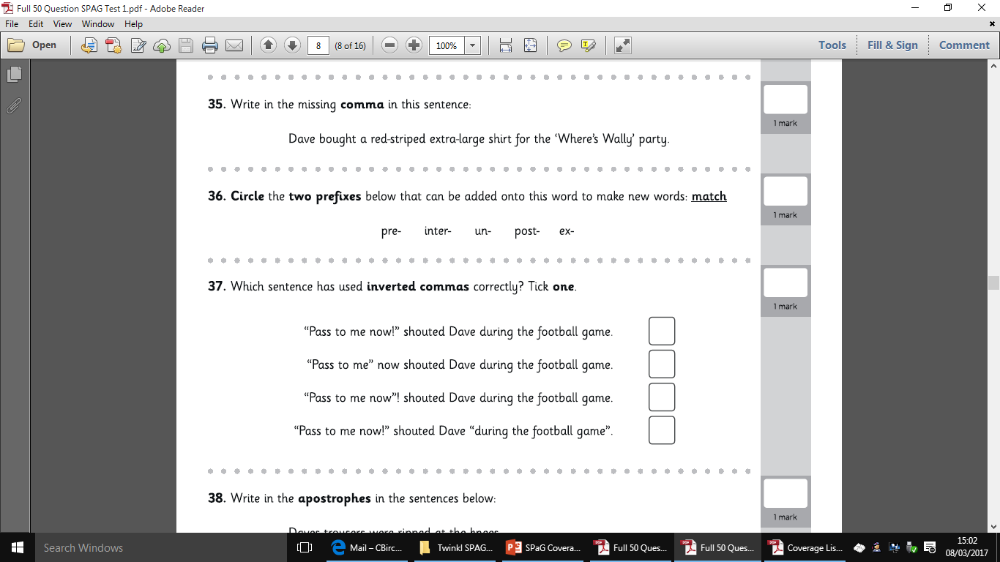 Full 50 Question SPAG Test 1.pdf - Adobe Reader
File Edit View Window Help
Open 8 (8 of 16) 100% Tools Fill & Sign Comment
35. Write in the missing comma in this sentence:
1 mark
Dave bought a red-striped extra-large shirt for the ‘Where’s Wally’ party.
36. Circle the two prefixes below that can be added onto this word to make new words: match
1 mark
pre- inter- un- post- ex-
37. Which sentence has used inverted commas correctly? Tick one.
1 mark
“Pass to me now!” shouted Dave during the football game.
“Pass to me” now shouted Dave during the football game.
“Pass to me now”! shouted Dave during the football game.
“Pass to me now!” shouted Dave “during the football game”.
38. Write in the apostrophes in the sentences below:
1 mark
Daves trousers were ripped at the knees
Search Windows Mail – CBirc... Twinkl SPAG... SPaG Covera... Full 50 Ques... Full 50 Ques... Coverage Lis... 15:02
08/03/2017